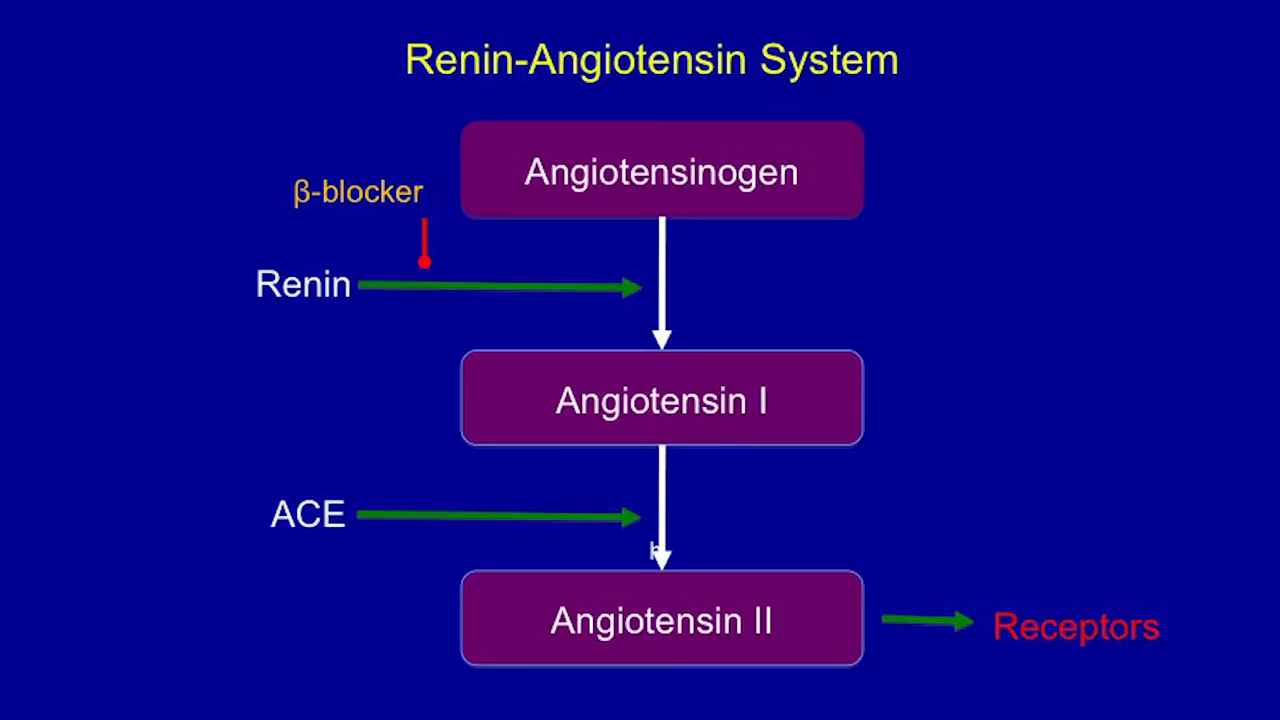 Renin-Angiotensin System
Angiotensinogen
β-blocker
Renin
Angiotensin I
ACE
Angiotensin II
Receptors